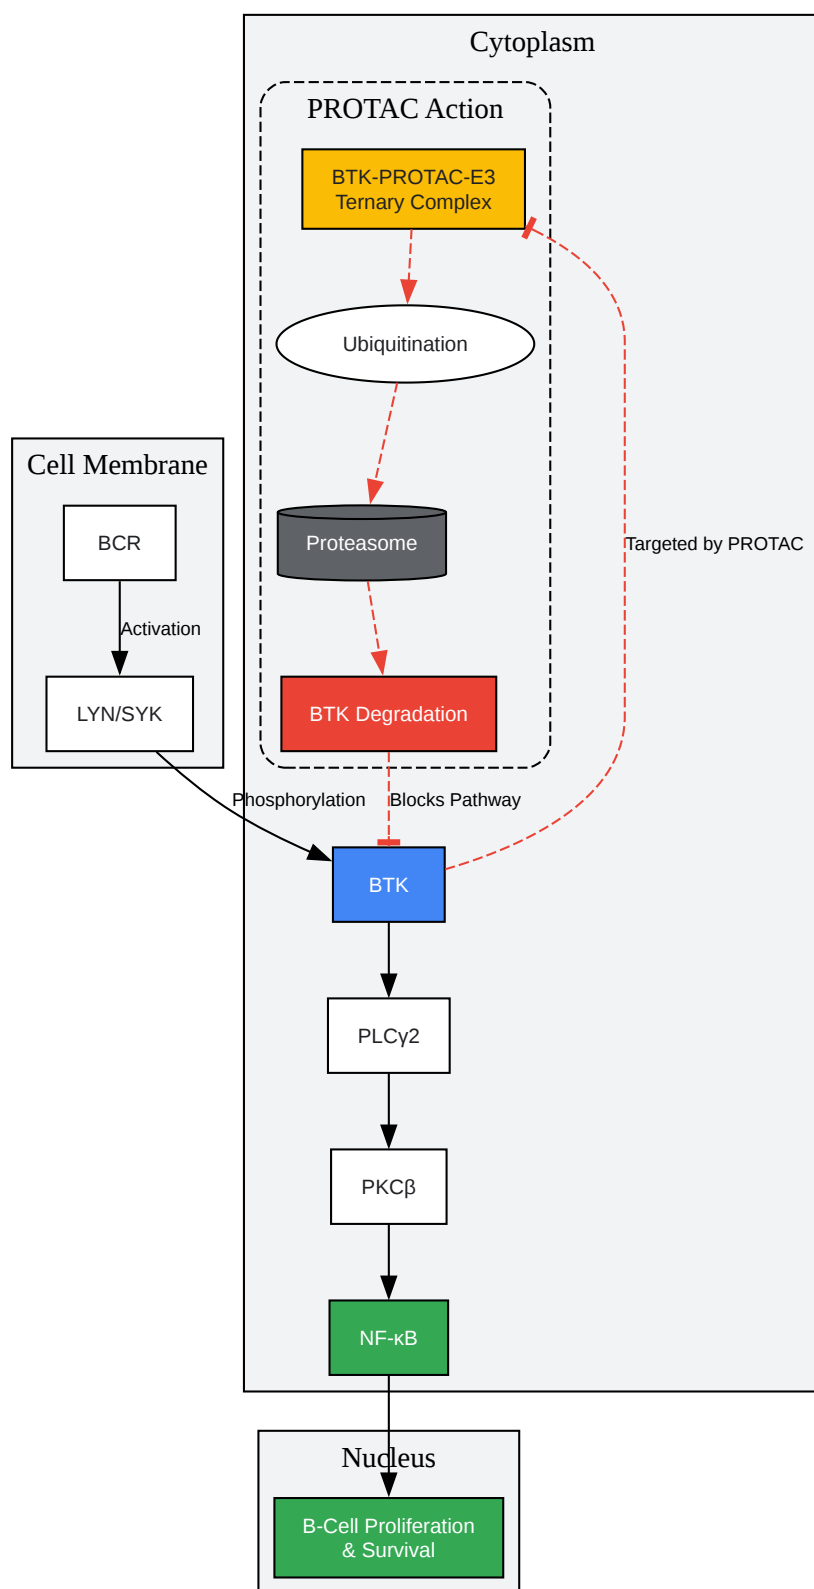 Cytoplasm
PROTAC Action
BTK-PROTAC-E3
Ternary Complex
Ubiquitination
Cell Membrane
BCR
Proteasome
Targeted by PROTAC
Activation
LYN/SYK
BTK Degradation
Phosphorylation
Blocks Pathway
BTK
PLCγ2
PKCβ
NF-κB
Nucleus
B-Cell Proliferation
& Survival